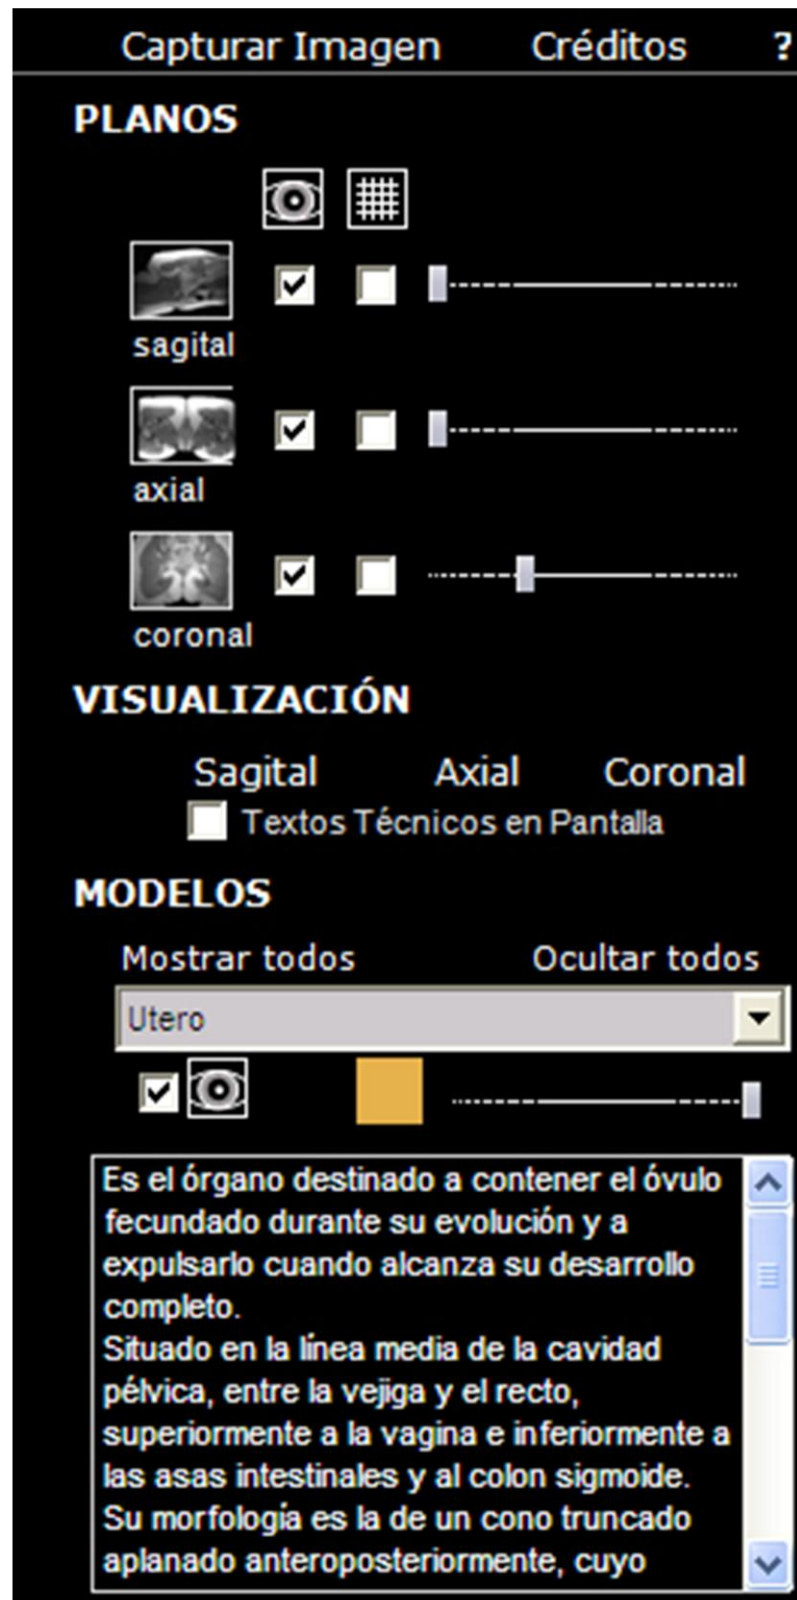 Capturar Imagen Créditos ?
PLANOS
sagital
axial
coronal
VISUALIZACIÓN
Sagital Axial Coronal
Textos Técnicos en Pantalla
MODELOS
Mostrar todos Ocultar todos
Utero
Es el órgano destinado a contener el óvulo
fecundado durante su evolución y a
expulsarlo cuando alcanza su desarrollo
completo.
Situado en la línea media de la cavidad
pélvica, entre la vejiga y el recto,
superiormente a la vagina e inferiormente a
las asas intestinales y al colon sigmoide.
Su morfología es la de un cono truncado
aplanado anteroposteriormente, cuyo